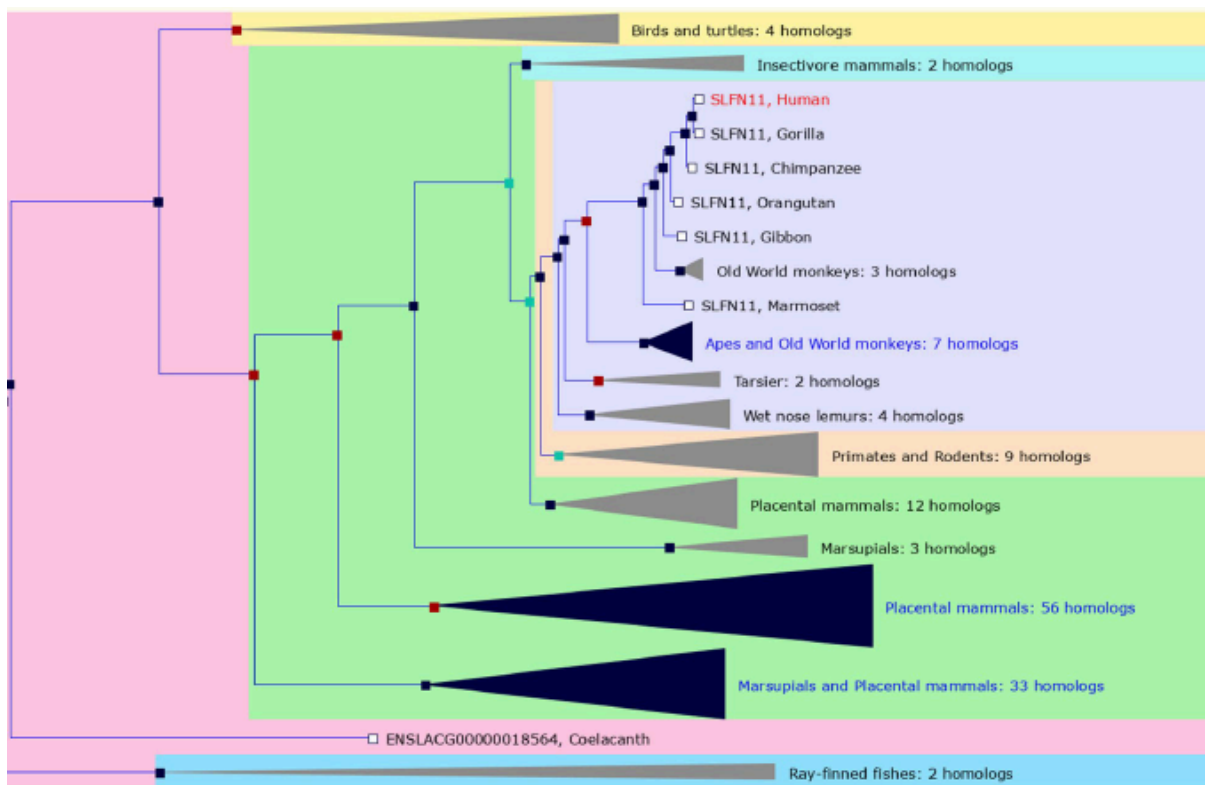 Birds and turtles: 4 homologs
Insectivore mammals: 2 homologs
SLFN11, Human
SLFN11, Gorilla
SLFN11, Chimpanzee
SLFN11, Orangutan
SLFN11, Gibbon
Old World monkeys: 3 homologs
SLFN11, Marmoset
Apes and Old World monkeys: 7 homologs
Tarsier: 2 homologs
Wet nose lemurs: 4 homologs
Primates and Rodents: 9 homologs
Placental mammals: 12 homologs
Marsupials: 3 homologs
Placental mammals: 56 homologs
Marsupials and Placental mammals: 33 homologs
ENSLACG00000018564, Coelacanth
Ray-finned fishes: 2 homologs